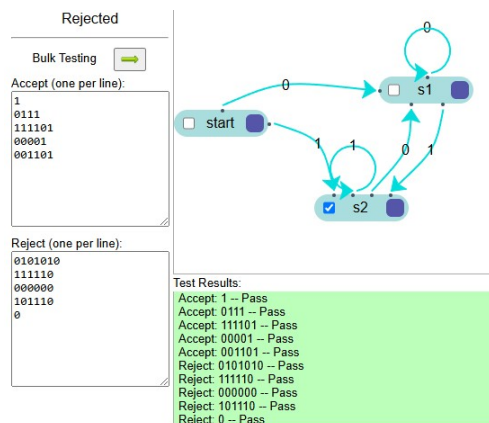 Rejected
Bulk Testing
Accept (one per line):
1
0111
111101
00001
001101
Reject (one per line):
0101010
111110
000000
101110
0
0
s1
0
start
1
1
0
1
s2
Test Results:
Accept: 1 -- Pass
Accept: 0111 -- Pass
Accept: 111101 -- Pass
Accept: 00001 -- Pass
Accept: 001101 -- Pass
Reject: 0101010 -- Pass
Reject: 111110 -- Pass
Reject: 000000 -- Pass
Reject: 101110 -- Pass
Reject: 0 -- Pass